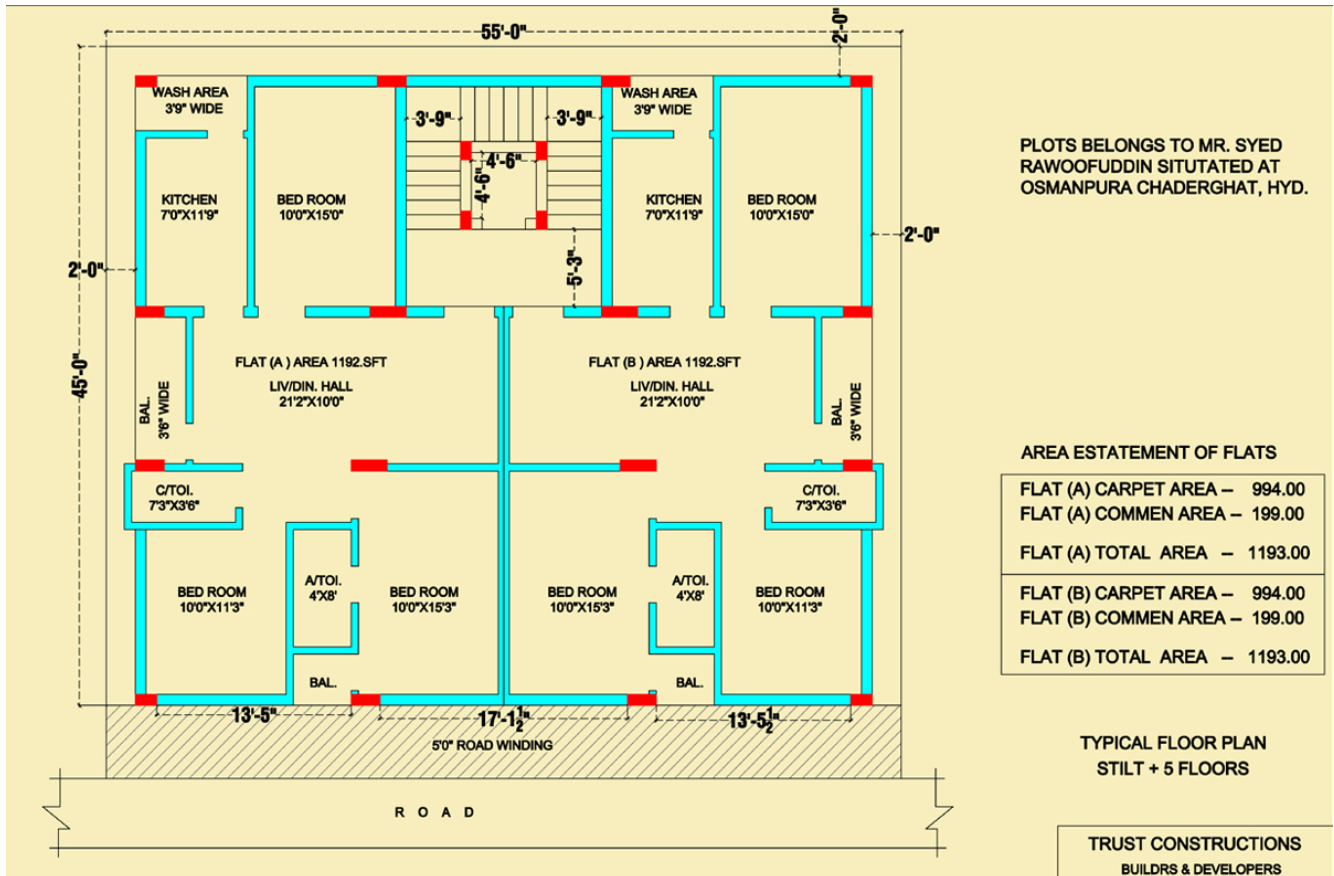 55'-0"
2'-0"
WASH AREA
3'9" WIDE
3'-9"
3'-9"
WASH AREA
3'9" WIDE
4'-6"
4'-6"
KITCHEN
7'0"X11'9"
BED ROOM
10'0"X15'0"
KITCHEN
7'0"X11'9"
BED ROOM
10'0"X15'0"
2'-0"
2'-0"
5'-3"
45'-0"
FLAT (A ) AREA 1192.SFT
LIV/DIN. HALL
21'2"X10'0"
FLAT (B ) AREA 1192.SFT
LIV/DIN. HALL
21'2"X10'0"
BAL.
3'6" WIDE
BAL.
3'6" WIDE
C/TOI.
7'3"X3'6"
C/TOI.
7'3"X3'6"
BED ROOM
10'0"X11'3"
A/TOI.
4'X8'
BED ROOM
10'0"X15'3"
BED ROOM
10'0"X15'3"
A/TOI.
4'X8'
BED ROOM
10'0"X11'3"
BAL.
BAL.
13'-5"
17'-1½"
13'-5½"
5'0" ROAD WINDING
R O A D
PLOTS BELONGS TO MR. SYED
RAWOOFUDDIN SITUTATED AT
OSMANPURA CHADERGHAT, HYD.
AREA ESTATEMENT OF FLATS
FLAT (A) CARPET AREA – 994.00
FLAT (A) COMMEN AREA – 199.00
FLAT (A) TOTAL AREA – 1193.00
FLAT (B) CARPET AREA – 994.00
FLAT (B) COMMEN AREA – 199.00
FLAT (B) TOTAL AREA – 1193.00
TYPICAL FLOOR PLAN
STILT + 5 FLOORS
TRUST CONSTRUCTIONS
BUILDRS & DEVELOPERS